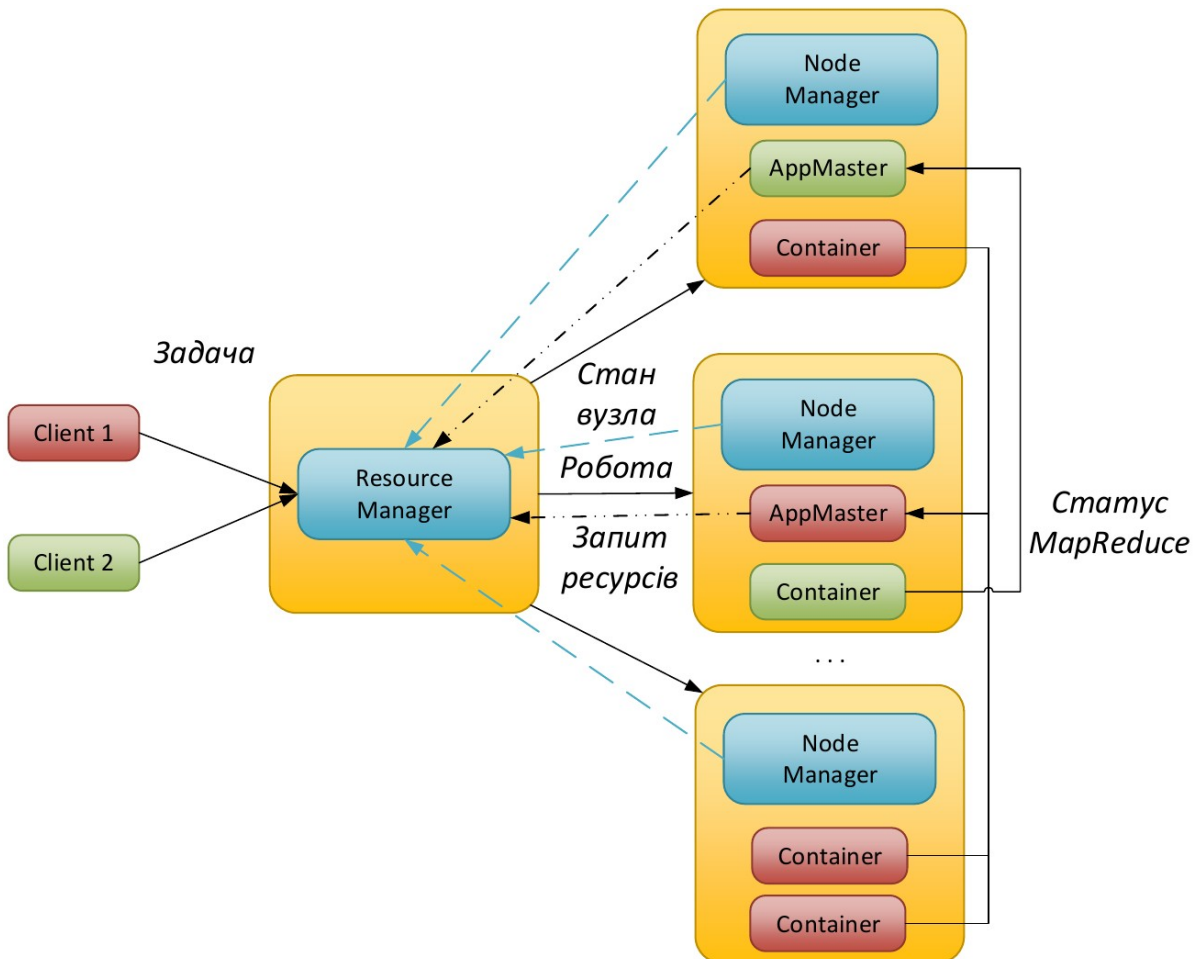 Задача
Client 1
Client 2
Resource
Manager
Стан
вузла
Робота
Запит
ресурсів
Node
Manager
AppMaster
Container
Node
Manager
AppMaster
Container
. . .
Node
Manager
Container
Container
Статус
MapReduce